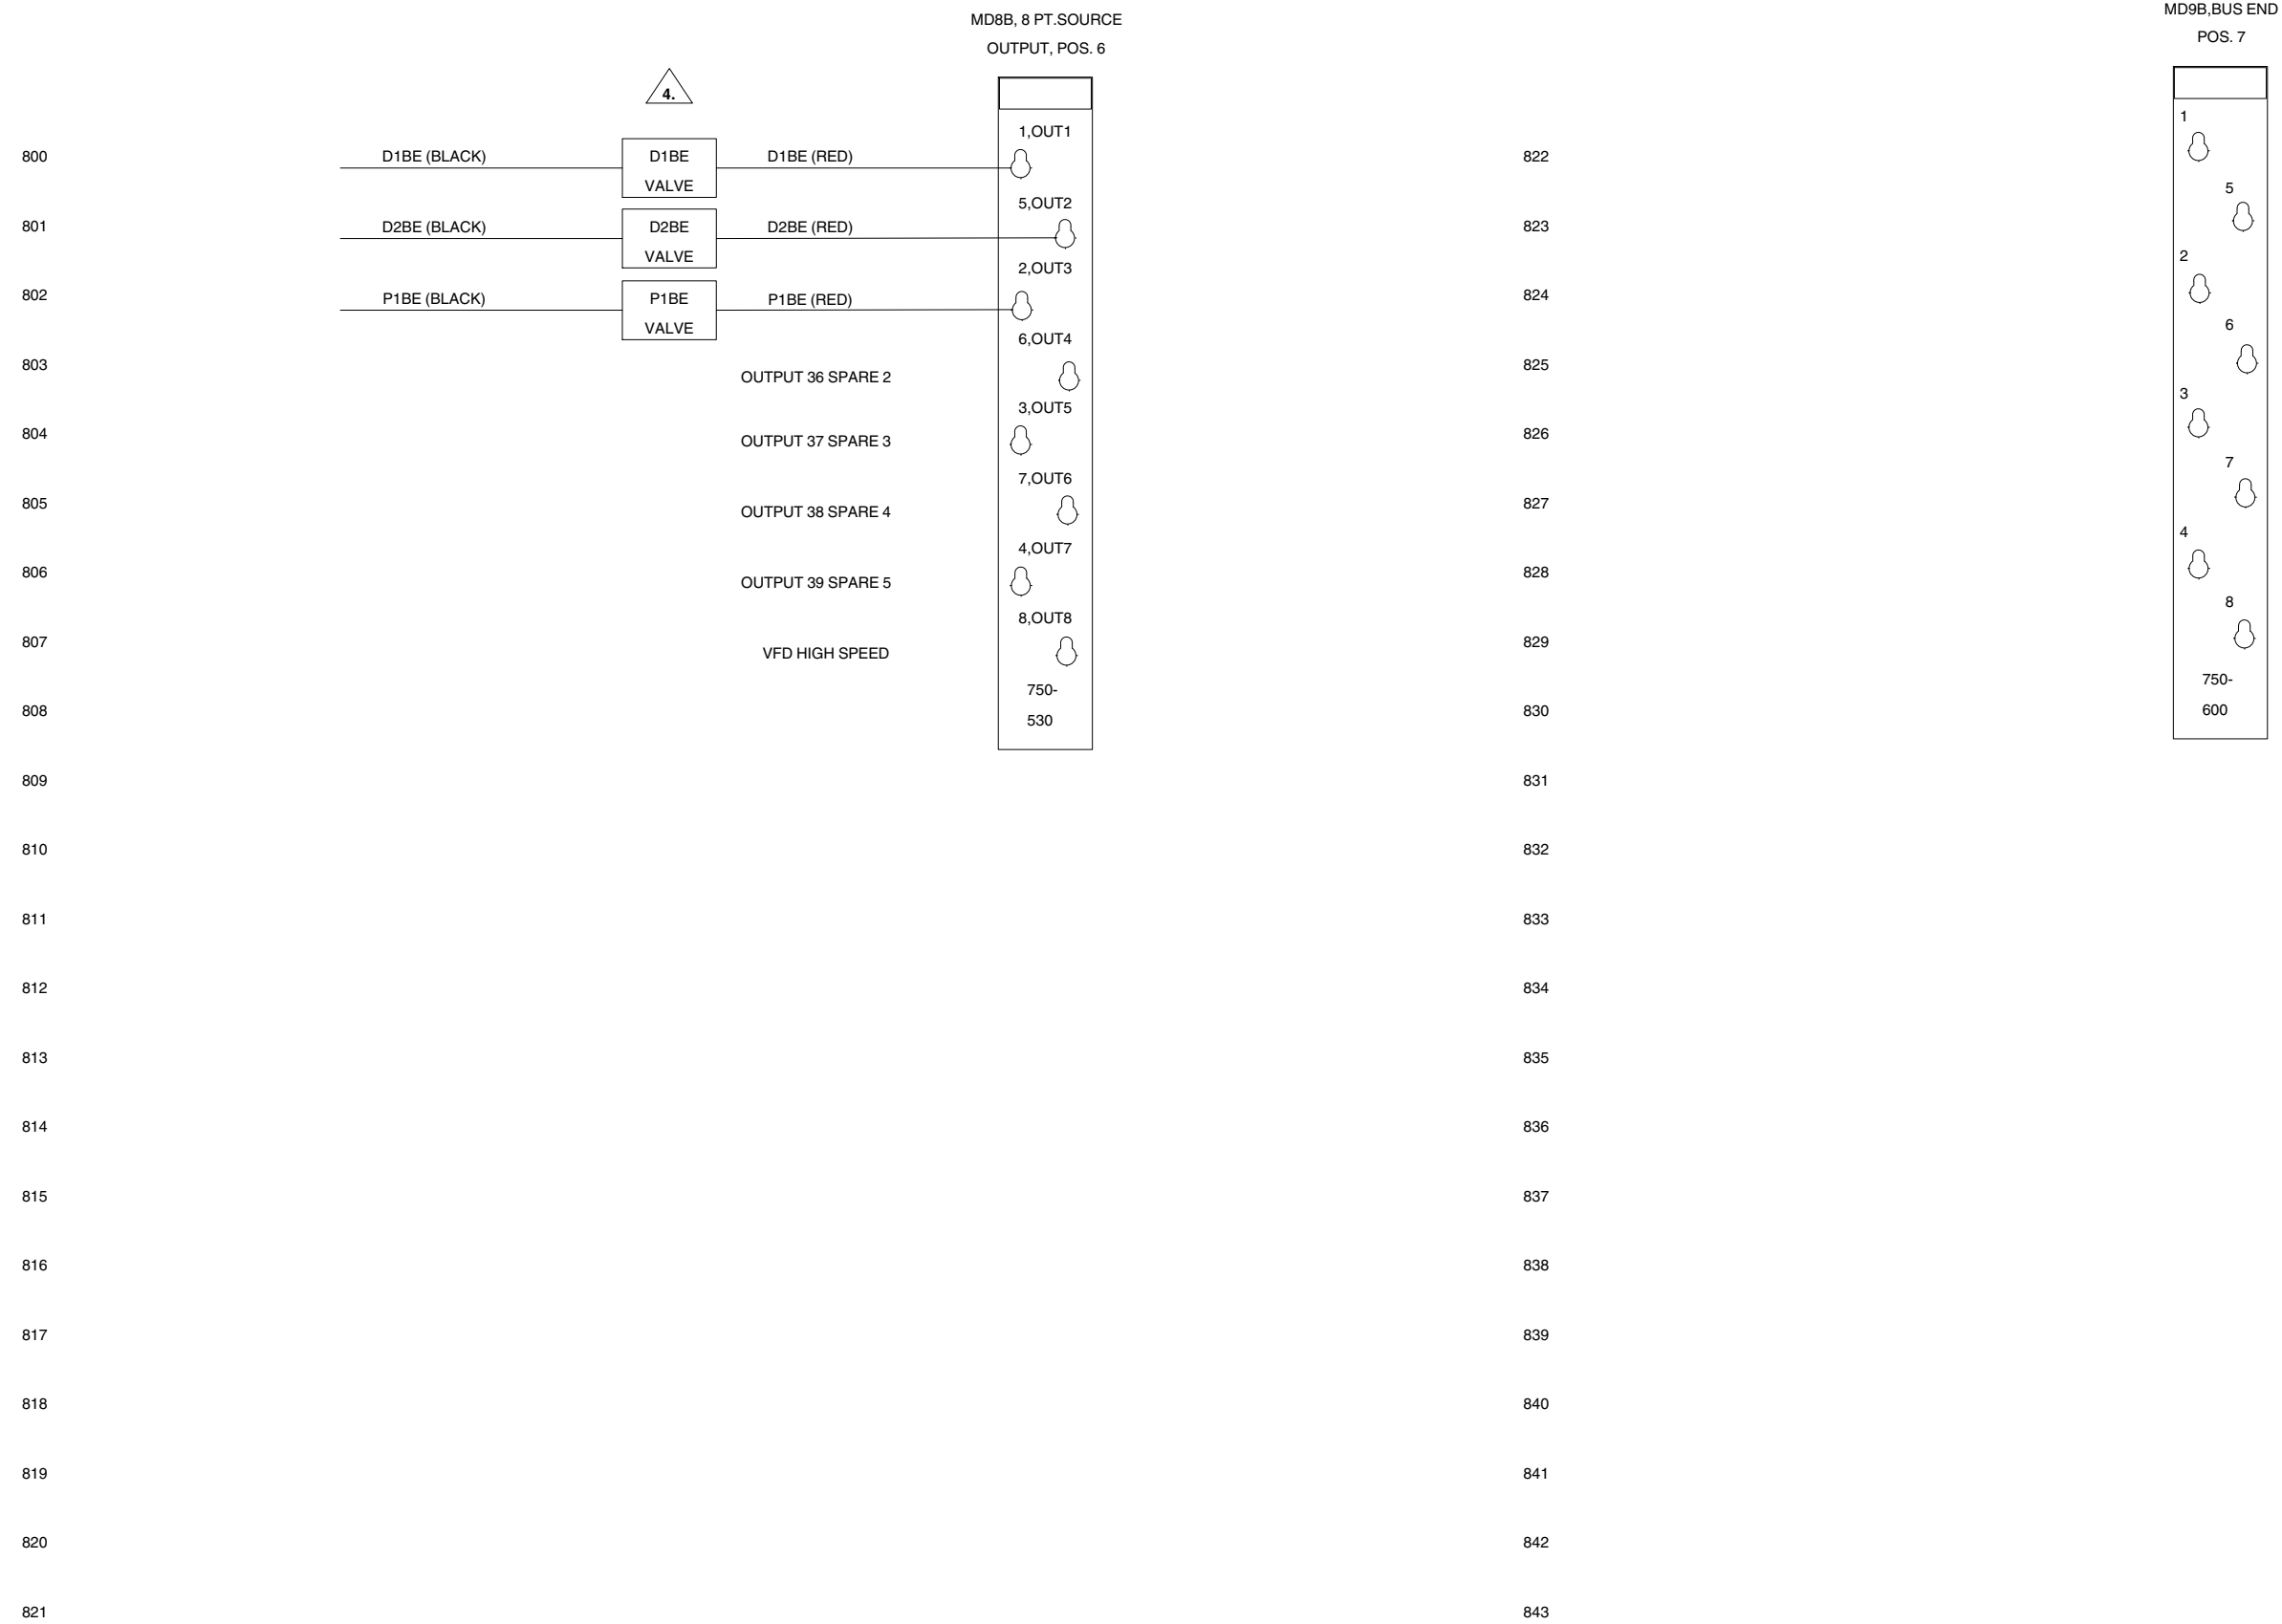 MD8B, 8 PT.SOURCE
OUTPUT, POS. 6
4.
800
D1BE (BLACK)
D1BE
VALVE
D1BE (RED)
1,OUT1
801
D2BE (BLACK)
D2BE
VALVE
D2BE (RED)
5,OUT2
802
P1BE (BLACK)
P1BE
VALVE
P1BE (RED)
2,OUT3
803
OUTPUT 36 SPARE 2
6,OUT4
804
OUTPUT 37 SPARE 3
3,OUT5
805
OUTPUT 38 SPARE 4
7,OUT6
806
OUTPUT 39 SPARE 5
4,OUT7
807
VFD HIGH SPEED
8,OUT8
750-
530
808
809
810
811
812
813
814
815
816
817
818
819
820
821
MD9B,BUS END
POS. 7
822
1
823
5
824
2
825
6
826
3
827
7
828
4
829
8
750-
600
830
831
832
833
834
835
836
837
838
839
840
841
842
843